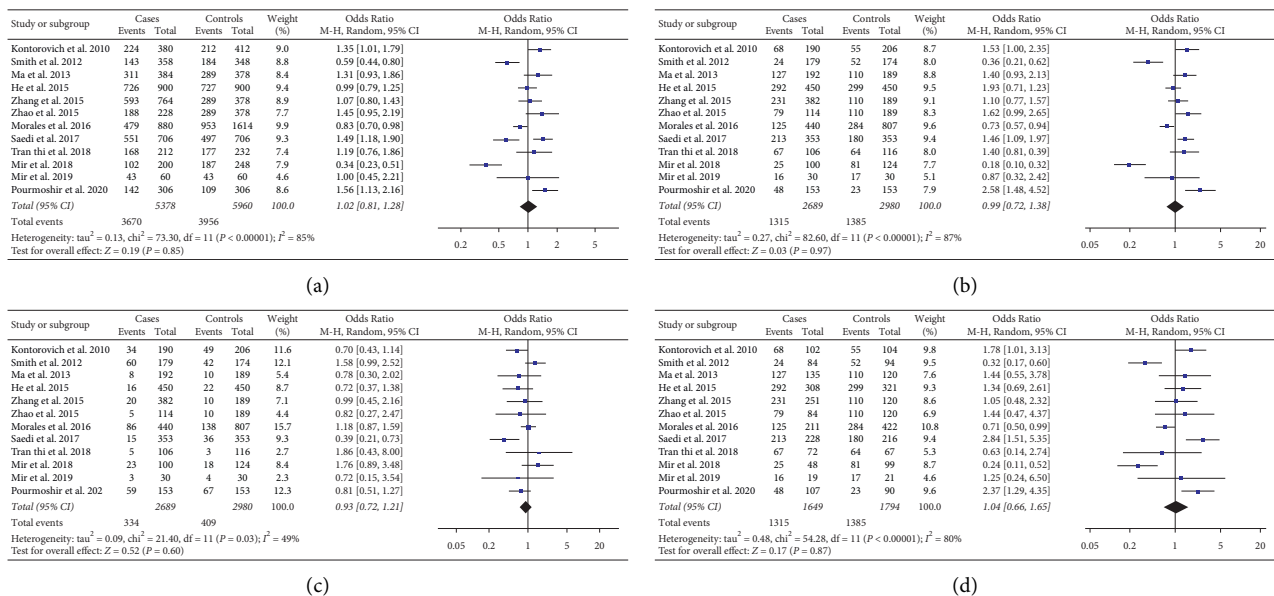 Study or subgroup Cases Controls Weight Odds Ratio Odds Ratio
Events Total Events Total (%) M-H, Random, 95% CI M-H, Random, 95% CI
Kontorovich et al. 2010 224 380 212 412 9.0 1.35 [1.01, 1.79]
Smith et al. 2012 143 358 184 348 8.8 0.59 [0.44, 0.80]
Ma et al. 2013 311 384 289 378 8.4 1.31 [0.93, 1.86]
He et al. 2015 726 900 727 900 9.4 0.99 [0.79, 1.25]
Zhang et al. 2015 593 764 289 378 8.9 1.07 [0.80, 1.43]
Zhao et al. 2015 188 228 289 378 7.9 1.45 [0.95, 2.19]
Morales et al. 2016 479 880 953 1614 9.9 0.83 [0.70, 0.98]
Saedi et al. 2017 551 706 497 706 9.3 1.49 [1.18, 1.90]
Tran thi et al. 2018 168 212 177 232 7.4 1.19 [0.76, 1.86]
Mir et al. 2018 102 200 187 248 7.9 0.34 [0.23, 0.51]
Mir et al. 2019 43 60 43 60 4.6 1.00 [0.45, 2.21]
Pourmoshir et al. 2020 142 306 109 306 8.6 1.56 [1.13, 2.16]
Total (95% CI) 5378 5960 100.0 1.02 [0.81, 1.28]
Total events 3670 3956
Heterogeneity: tau² = 0.13, chi² = 73.30, df = 11 (P < 0.00001); I² = 85%
Test for overall effect: Z = 0.19 (P = 0.85)
0.2 0.5 1 2 5
(a)
Study or subgroup Cases Controls Weight Odds Ratio Odds Ratio
Events Total Events Total (%) M-H, Random, 95% CI M-H, Random, 95% CI
Kontorovich et al. 2010 68 190 55 206 8.7 1.53 [1.00, 2.35]
Smith et al. 2012 24 179 52 174 8.1 0.36 [0.21, 0.62]
Ma et al. 2013 127 192 110 189 8.8 1.40 [0.93, 2.13]
He et al. 2015 292 450 299 450 9.7 1.93 [0.71, 1.23]
Zhang et al. 2015 231 382 110 189 9.2 1.10 [0.77, 1.57]
Zhao et al. 2015 79 114 110 189 8.2 1.62 [0.99, 2.65]
Morales et al. 2016 125 440 284 807 9.6 0.73 [0.57, 0.94]
Saedi et al. 2017 213 353 180 353 9.5 1.46 [1.09, 1.97]
Tran thi et al. 2018 67 106 64 116 7.9 1.40 [0.81, 0.39]
Mir et al. 2018 25 100 81 124 7.7 0.18 [0.10, 0.32]
Mir et al. 2019 16 30 17 30 4.7 0.87 [0.32, 2.42]
Pourmoshir et al. 2020 48 153 23 153 7.9 2.58 [1.48, 4.52]
Total (95% CI) 2689 2980 100.0 0.99 [0.72, 1.38]
Total events 1315 1385
Heterogeneity: tau² = 0.27, chi² = 82.60, df = 11 (P < 0.00001); I² = 87%
Test for overall effect: Z = 0.03 (P = 0.97)
0.05 0.2 1 5 20
(b)
Study or subgroup Cases Controls Weight Odds Ratio Odds Ratio
Events Total Events Total (%) M-H, Random, 95% CI M-H, Random, 95% CI
Kontorovich et al. 2010 34 190 49 206 11.6 0.70 [0.43, 1.14]
Smith et al. 2012 60 179 42 174 12.1 1.58 [0.99, 2.52]
Ma et al. 2013 8 192 10 189 5.4 0.78 [0.30, 2.02]
He et al. 2015 16 450 22 450 8.7 0.72 [0.37, 1.38]
Zhang et al. 2015 20 382 10 189 7.1 0.99 [0.45, 2.16]
Zhao et al. 2015 5 114 10 189 4.4 0.82 [0.27, 2.47]
Morales et al. 2016 86 440 138 807 15.7 1.18 [0.87, 1.59]
Saedi et al. 2017 15 353 36 353 9.3 0.39 [0.21, 0.73]
Tran thi et al. 2018 5 106 3 116 2.7 1.86 [0.43, 8.00]
Mir et al. 2018 23 100 18 124 8.4 1.76 [0.89, 3.48]
Mir et al. 2019 3 30 4 30 2.3 0.72 [0.15, 3.54]
Pourmoshir et al. 202 59 153 67 153 12.3 0.81 [0.51, 1.27]
Total (95% CI) 2689 2980 100.0 0.93 [0.72, 1.21]
Total events 334 409
Heterogeneity: tau² = 0.09, chi² = 21.40, df = 11 (P = 0.03); I² = 49%
Test for overall effect: Z = 0.52 (P = 0.60)
0.05 0.2 1 5 20
(c)
Study or subgroup Cases Controls Weight Odds Ratio Odds Ratio
Events Total Events Total (%) M-H, Random, 95% CI M-H, Random, 95% CI
Kontorovich et al. 2010 68 102 55 104 9.8 1.78 [1.01, 3.13]
Smith et al. 2012 24 84 52 94 9.5 0.32 [0.17, 0.60]
Ma et al. 2013 127 135 110 120 7.0 1.44 [0.55, 3.78]
He et al. 2015 292 308 299 321 9.3 1.34 [0.69, 2.61]
Zhang et al. 2015 231 251 110 120 8.5 1.05 [0.48, 2.32]
Zhao et al. 2015 79 84 110 120 6.9 1.44 [0.47, 4.37]
Morales et al. 2016 125 211 284 422 10.8 0.71 [0.50, 0.99]
Saedi et al. 2017 213 228 180 216 9.4 2.84 [1.51, 5.35]
Tran thi et al. 2018 67 72 64 67 5.3 0.63 [0.14, 2.74]
Mir et al. 2018 25 48 81 99 8.7 0.24 [0.11, 0.52]
Mir et al. 2019 16 19 17 21 4.8 1.25 [0.24, 6.50]
Pourmoshir et al. 2020 48 107 23 90 9.6 2.37 [1.29, 4.35]
Total (95% CI) 1649 1794 100.0 1.04 [0.66, 1.65]
Total events 1315 1385
Heterogeneity: tau² = 0.48, chi² = 54.28, df = 11 (P < 0.00001); I² = 80%
Test for overall effect: Z = 0.17 (P = 0.87)
0.05 0.2 1 5 20
(d)